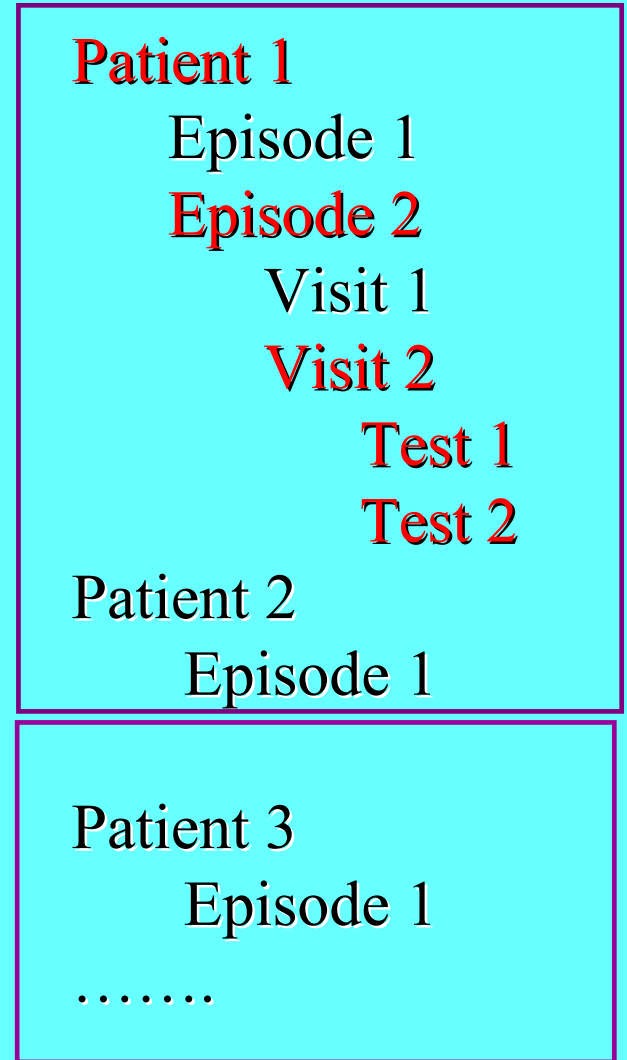 Patient 1
Episode 1
Episode 2
Visit 1
Visit 2
Test 1
Test 2
Patient 2
Episode 1
Patient 3
Episode 1
.......